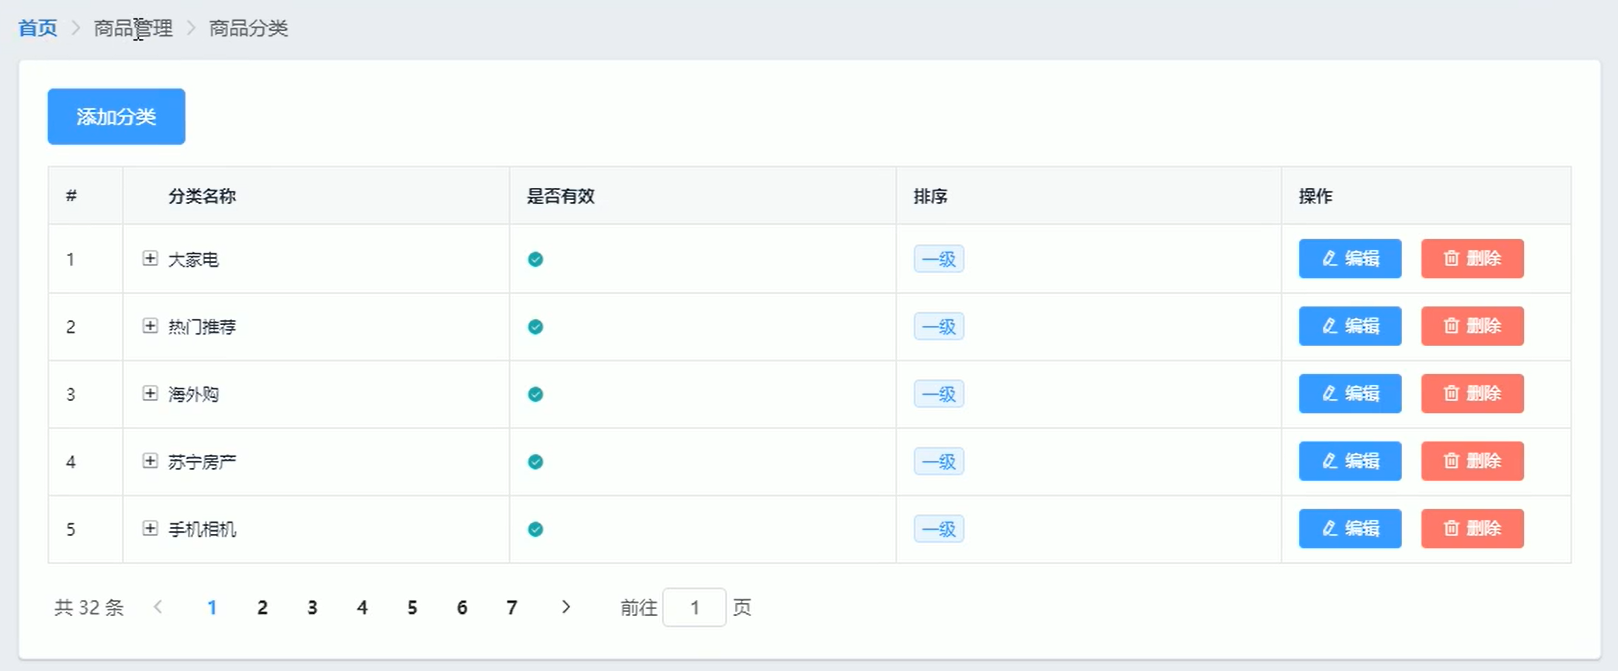 首页 > 商品管理 > 商品分类
添加分类
# 分类名称 是否有效 排序 操作
1 大家电 一级 编辑 删除
2 热门推荐 一级 编辑 删除
3 海外购 一级 编辑 删除
4 苏宁房产 一级 编辑 删除
5 手机相机 一级 编辑 删除
共 32 条 < 1 2 3 4 5 6 7 > 前往 1 页